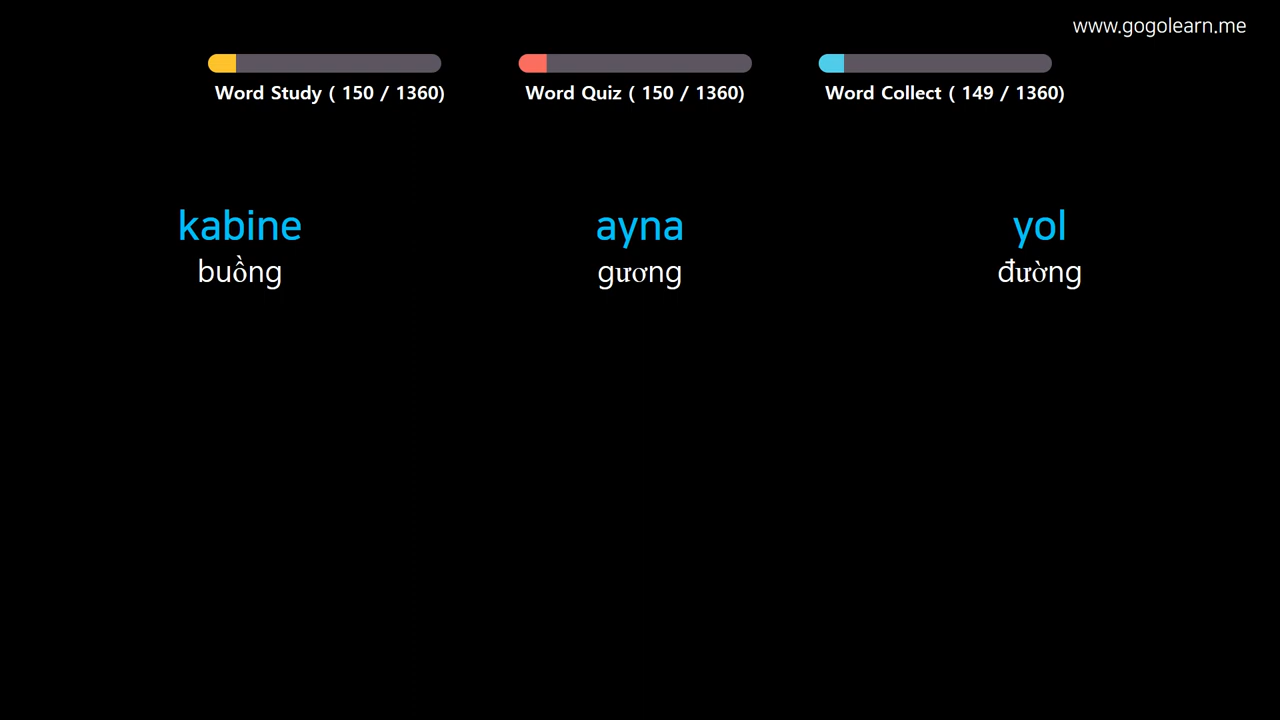 www.gogolearn.me
Word Study ( 150 / 1360)
Word Quiz ( 150 / 1360)
Word Collect ( 149 / 1360)
kabine
buồng
ayna
gương
yol
đường